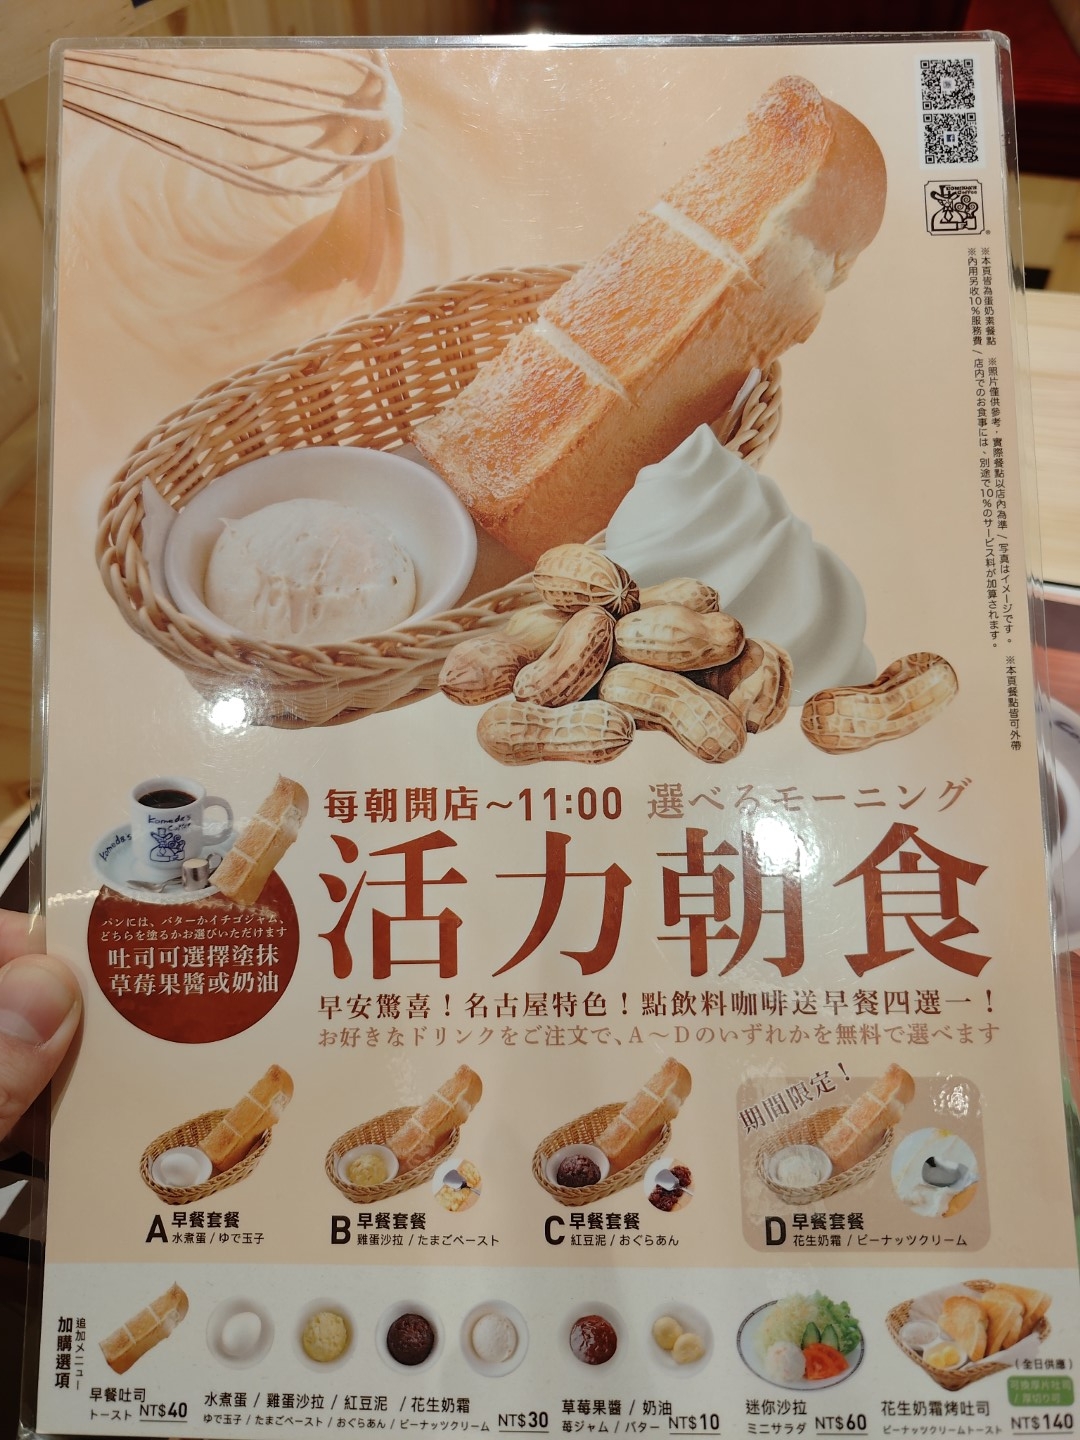 KOMEDA'S
Coffee
※本頁皆為蛋奶素餐點 ※照片僅供參考，實際餐點以店內為準 / 写真はイメージです。
※內用另收10%服務費 / 店内でのお食事には、別途で10%のサービス料が加算されます。
※本頁餐點皆可外帶
每朝開店~11:00 選べるモーニング
活力朝食
Komeda's
Coffee
Komeda's
パンには、バターかイチゴジャム、
どちらを塗るかお選びいただけます
吐司可選擇塗抹
草莓果醬或奶油
早安驚喜！名古屋特色！點飲料咖啡送早餐四選一！
お好きなドリンクをご注文で、A～Dのいずれかを無料で選べます
A 早餐套餐
水煮蛋 / ゆで玉子
B 早餐套餐
雞蛋沙拉 / たまごペースト
C 早餐套餐
紅豆泥 / おぐらあん
期間限定！
D 早餐套餐
花生奶霜 / ピーナッツクリーム
加購選項
追加メニュー
早餐吐司
トースト NT$40
水煮蛋 / 雞蛋沙拉 / 紅豆泥 / 花生奶霜
ゆで玉子 / たまごペースト / おぐらあん / ピーナッツクリーム NT$30
草莓果醬 / 奶油
苺ジャム / バター NT$10
迷你沙拉
ミニサラダ NT$60
(全日供應)
可換厚片吐司
/ 厚切り可
花生奶霜烤吐司
ピーナッツクリームトースト NT$140